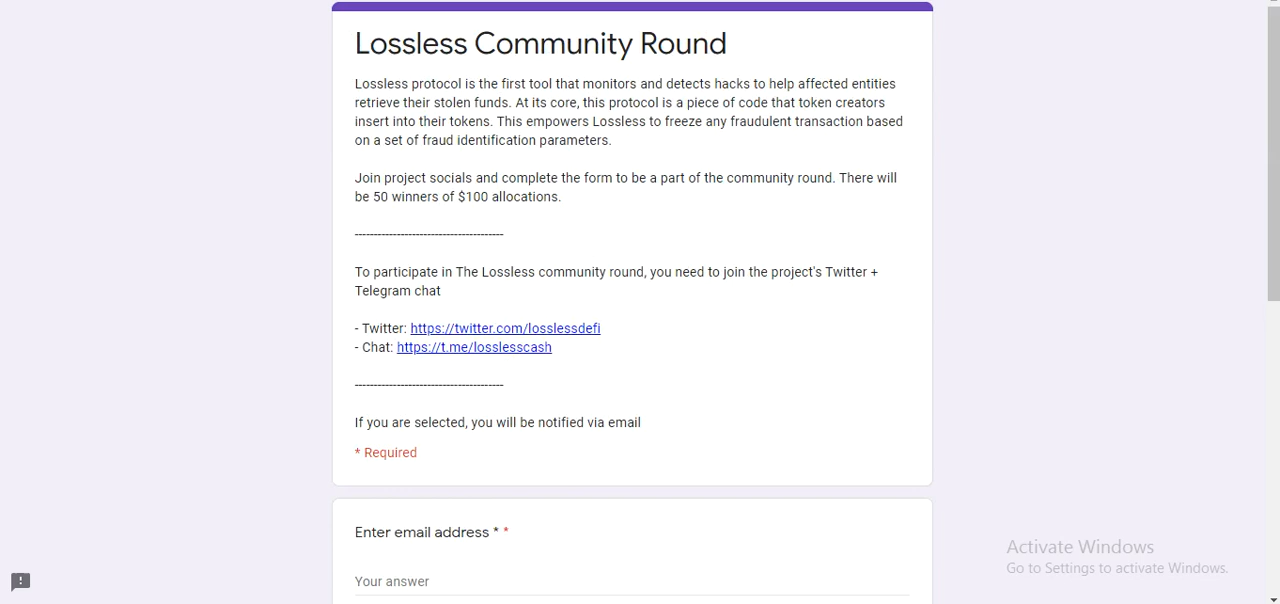 Lossless Community Round
Lossless protocol is the first tool that monitors and detects hacks to help affected entities
retrieve their stolen funds. At its core, this protocol is a piece of code that token creators
insert into their tokens. This empowers Lossless to freeze any fraudulent transaction based
on a set of fraud identification parameters.
Join project socials and complete the form to be a part of the community round. There will
be 50 winners of $100 allocations.
----------------------------------------
To participate in The Lossless community round, you need to join the project's Twitter +
Telegram chat
- Twitter: https://twitter.com/losslessdefi
- Chat: https://t.me/losslesscash
----------------------------------------
If you are selected, you will be notified via email
* Required
Enter email address * *
Your answer
Activate Windows
Go to Settings to activate Windows.